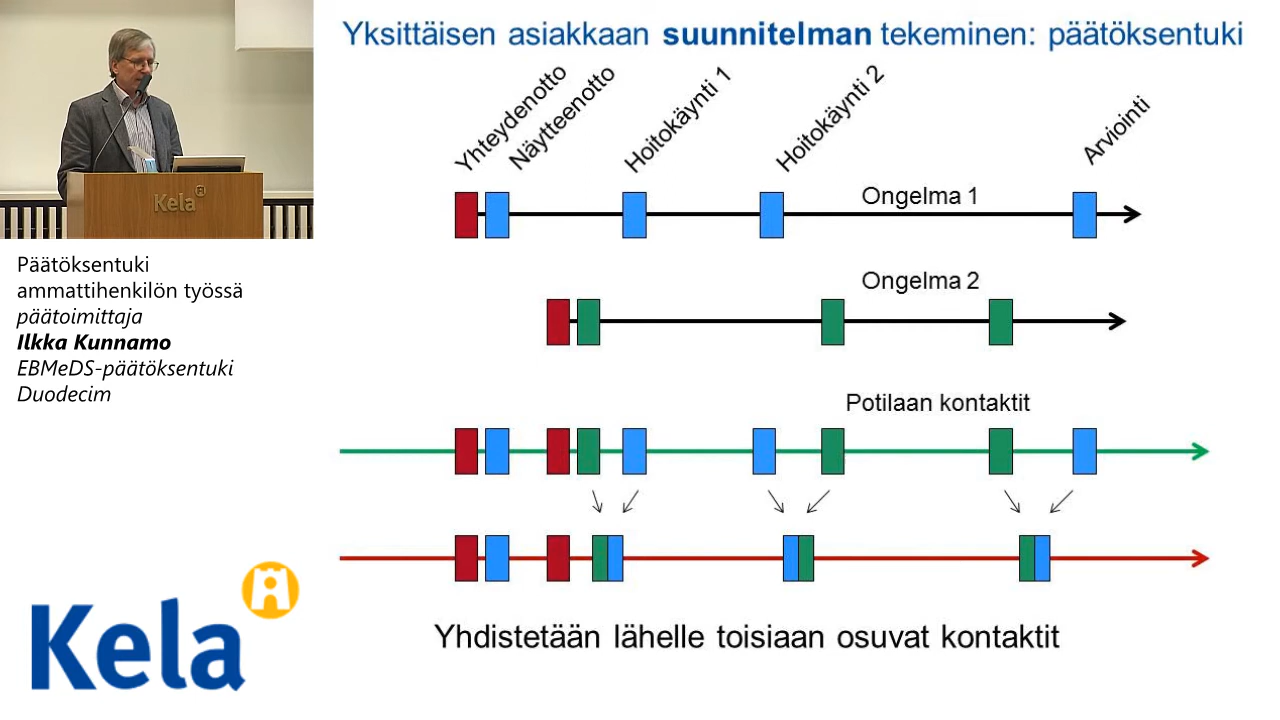 Yksittäisen asiakkaan suunnitelman tekeminen: päätöksentuki
Yhteydenotto
Näytteenotto
Hoitokäynti 1
Hoitokäynti 2
Arviointi
Ongelma 1
Ongelma 2
Potilaan kontaktit
Yhdistetään lähelle toisiaan osuvat kontaktit
Kela
Päätöksentuki
ammattihenkilön työssä
päätoimittaja
Ilkka Kunnamo
EBMeDS-päätöksentuki
Duodecim
Kela